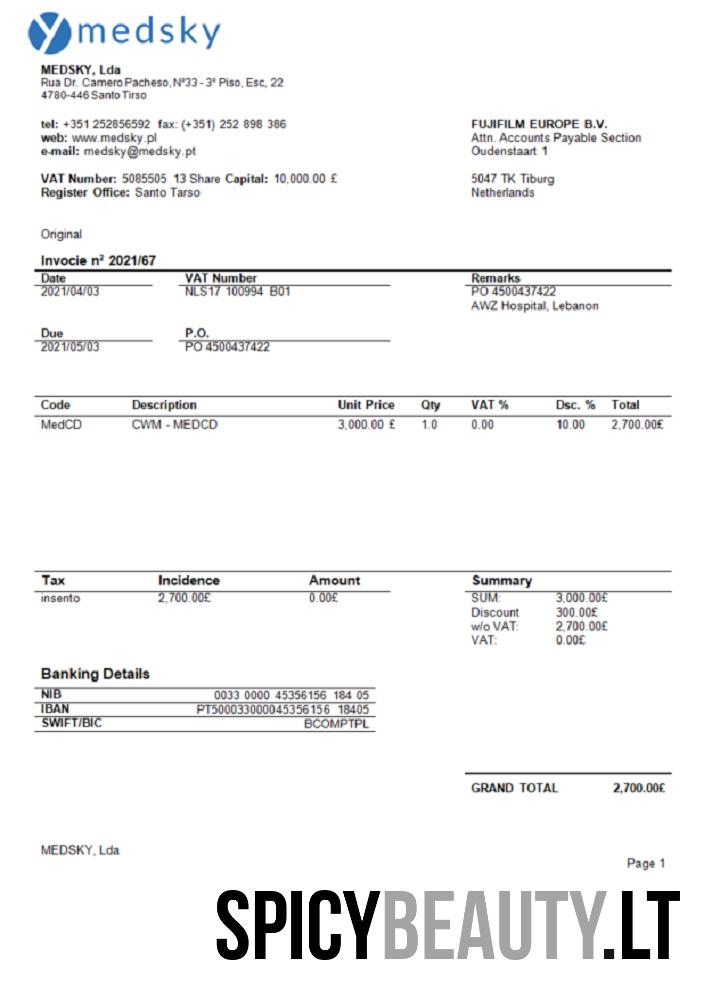 medsky
MEDSKY, Lda
Rua Dr. Camero Pacheso, Nº33 - 3º Piso, Esc, 22
4780-446 Santo Tirso
tel: +351 252856592 fax: (+351) 252 898 386
web: www.medsky.pl
e-mail: medsky@medsky.pt
VAT Number: 5085505 13 Share Capital: 10,000.00 £
Register Office: Santo Tarso
FUJIFILM EUROPE B.V.
Attn. Accounts Payable Section
Oudenstaart 1
5047 TK Tiburg
Netherlands
Original
Invocie nº 2021/67
Date VAT Number Remarks
2021/04/03 NLS17 100994 B01 PO 4500437422
AWZ Hospital, Lebanon
Due P.O.
2021/05/03 PO 4500437422
Code Description Unit Price Qty VAT % Dsc. % Total
MedCD CWM - MEDCD 3,000.00 £ 1.0 0.00 10.00 2,700.00£
Tax Incidence Amount Summary
insento 2,700.00£ 0.00£ SUM: 3,000.00£
Discount 300.00£
w/o VAT: 2,700.00£
VAT: 0.00£
Banking Details
NIB 0033 0000 45356156 184 05
IBAN PT500033000045356156 18405
SWIFT/BIC BCOMPTPL
GRAND TOTAL 2,700.00£
MEDSKY, Lda
Page 1
SPICYBEAUTY.LT